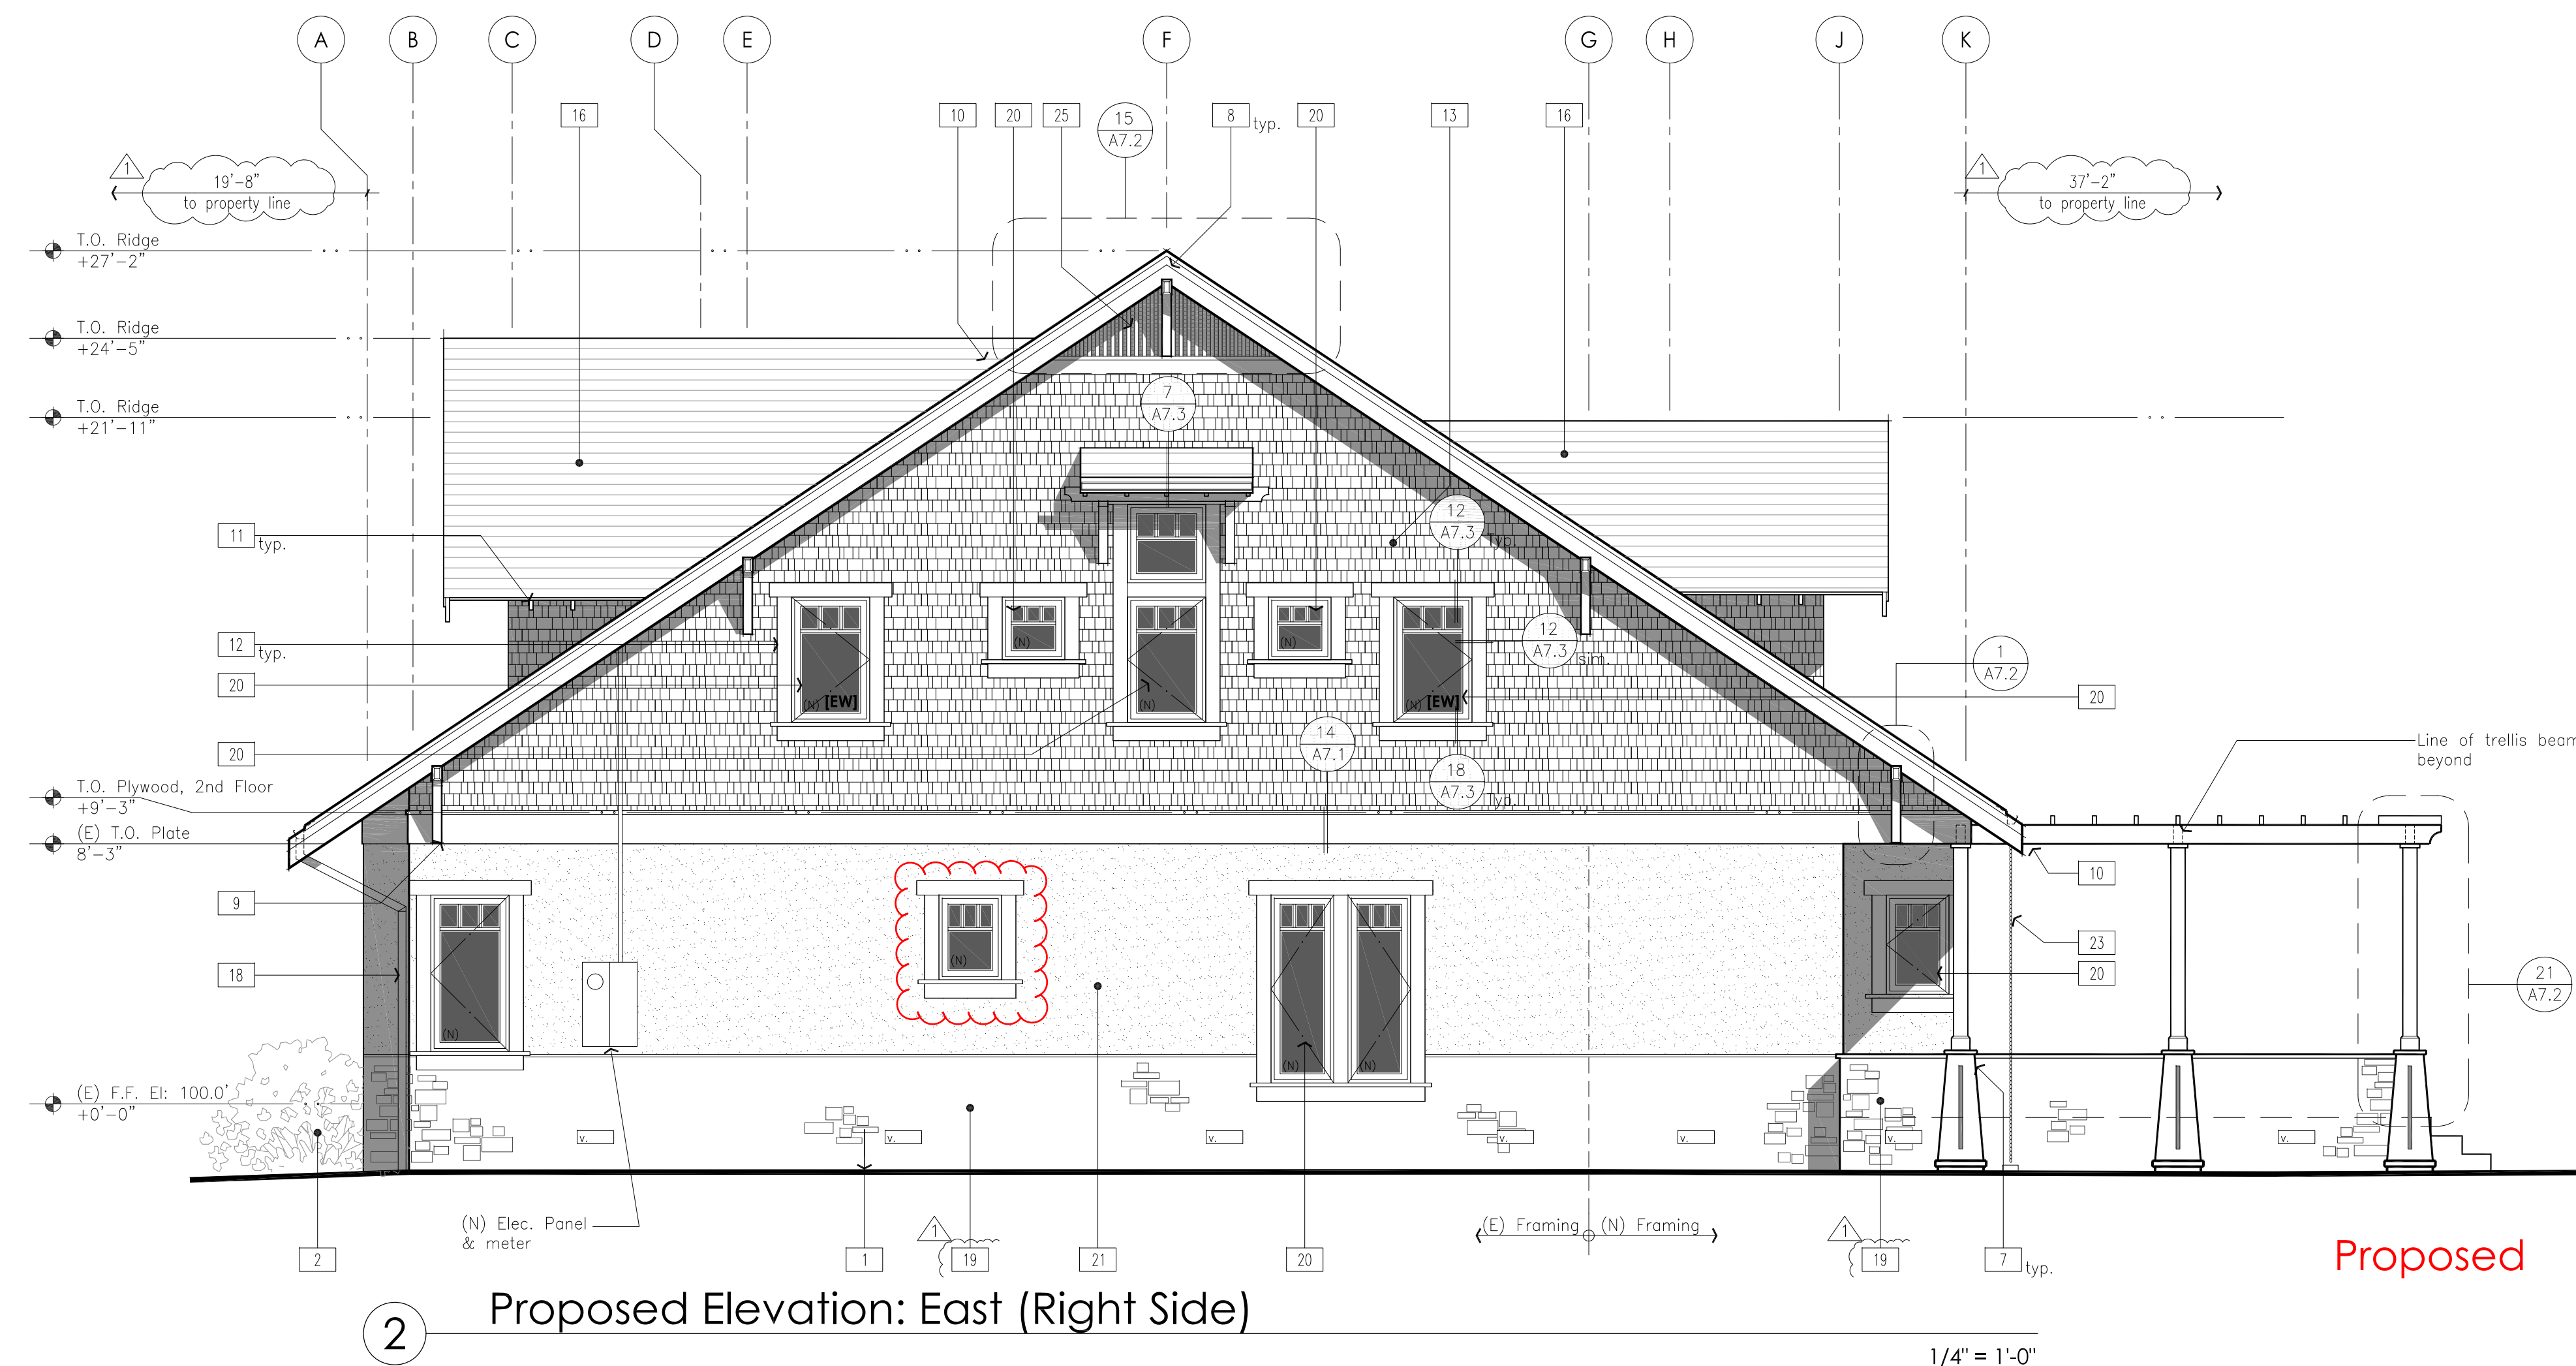 A
B
C
D
E
F
G
H
J
K
16
10
20
25
15
A7.2
8
typ.
20
13
16
1
19'-8"
to property line
1
37'-2"
to property line
T.O. Ridge
+27'-2"
T.O. Ridge
+24'-5"
T.O. Ridge
+21'-11"
7
A7.3
11
typ.
12
A7.3
Typ.
12
typ.
(N)
(N)
12
A7.3
sim.
1
A7.2
20
(N) [EW]
(N)
(N) [EW]
20
20
14
A7.1
Line of trellis beam
beyond
18
A7.3
Typ.
T.O. Plywood, 2nd Floor
+9'-3"
(E) T.O. Plate
8'-3"
10
9
23
18
(N)
20
21
A7.2
(N)
(N)
(N)
(E) F.F. El: 100.0'
+0'-0"
v.
v.
v.
v.
v.
v.
v.
(N) Elec. Panel
& meter
(E) Framing
(N) Framing
2
1
1
19
21
20
1
19
7
typ.
Proposed
2
Proposed Elevation: East (Right Side)
1/4" = 1'-0"